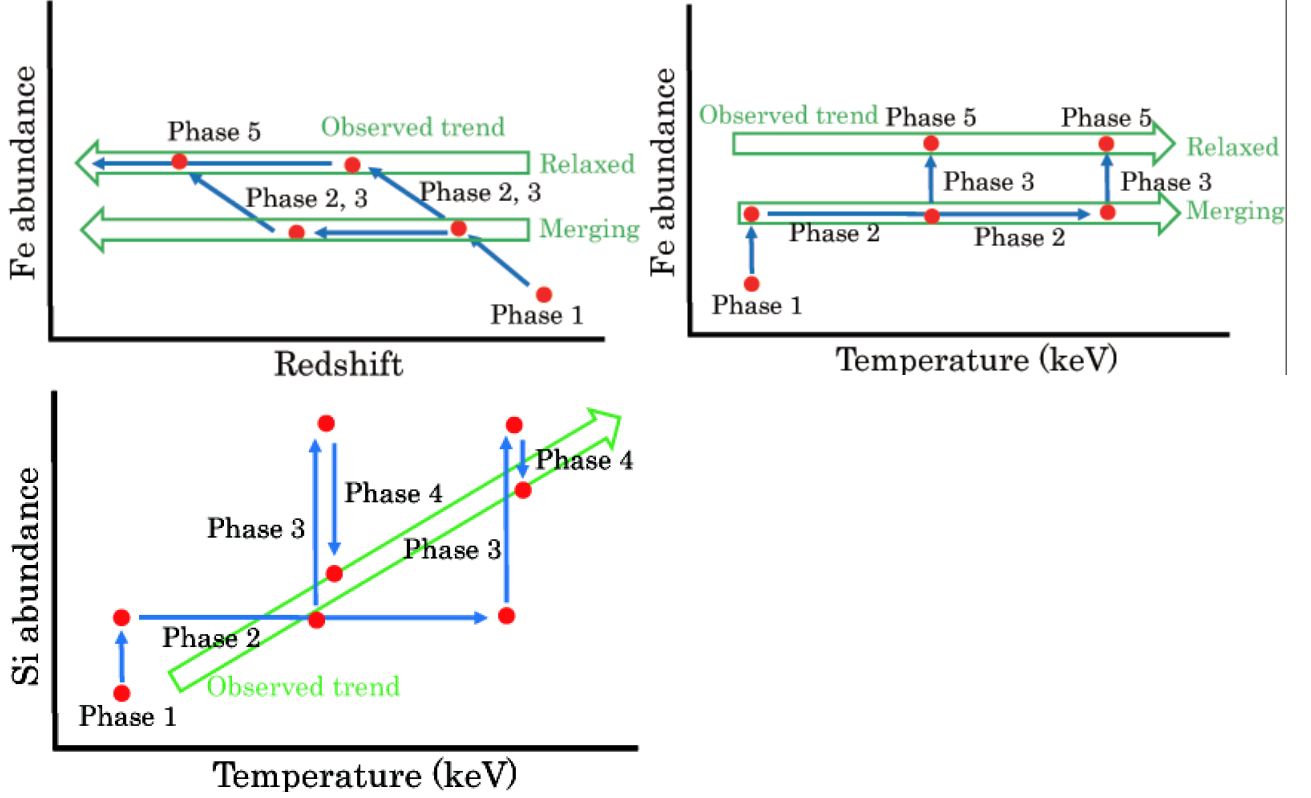 Fe abundance
Phase 5
Observed trend
Relaxed
Phase 2, 3
Phase 2, 3
Merging
Phase 1
Redshift
Fe abundance
Observed trend
Phase 5
Phase 5
Relaxed
Phase 3
Phase 3
Merging
Phase 2
Phase 2
Phase 1
Temperature (keV)
Si abundance
Phase 4
Phase 4
Phase 3
Phase 3
Phase 2
Observed trend
Phase 1
Temperature (keV)